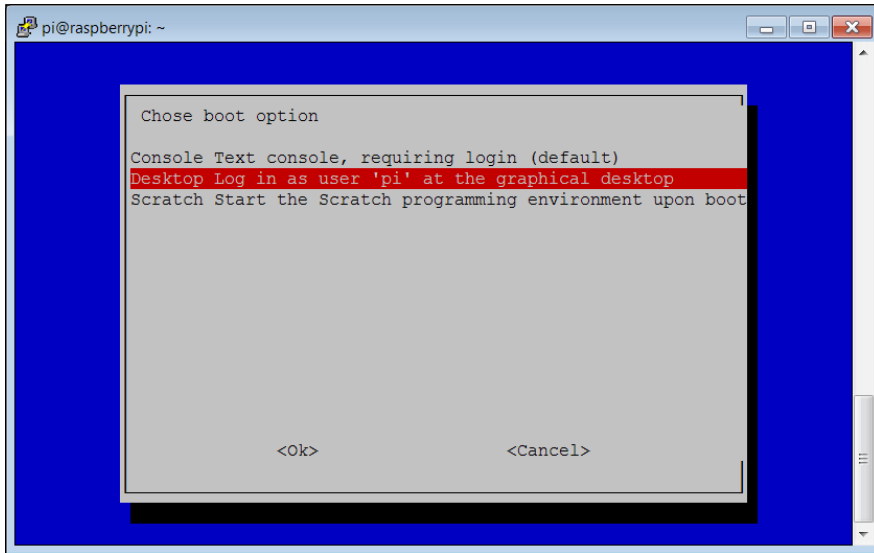 pi@raspberrypi: ~
Chose boot option
Console Text console, requiring login (default)
Desktop Log in as user 'pi' at the graphical desktop
Scratch Start the Scratch programming environment upon boot
<Ok> <Cancel>